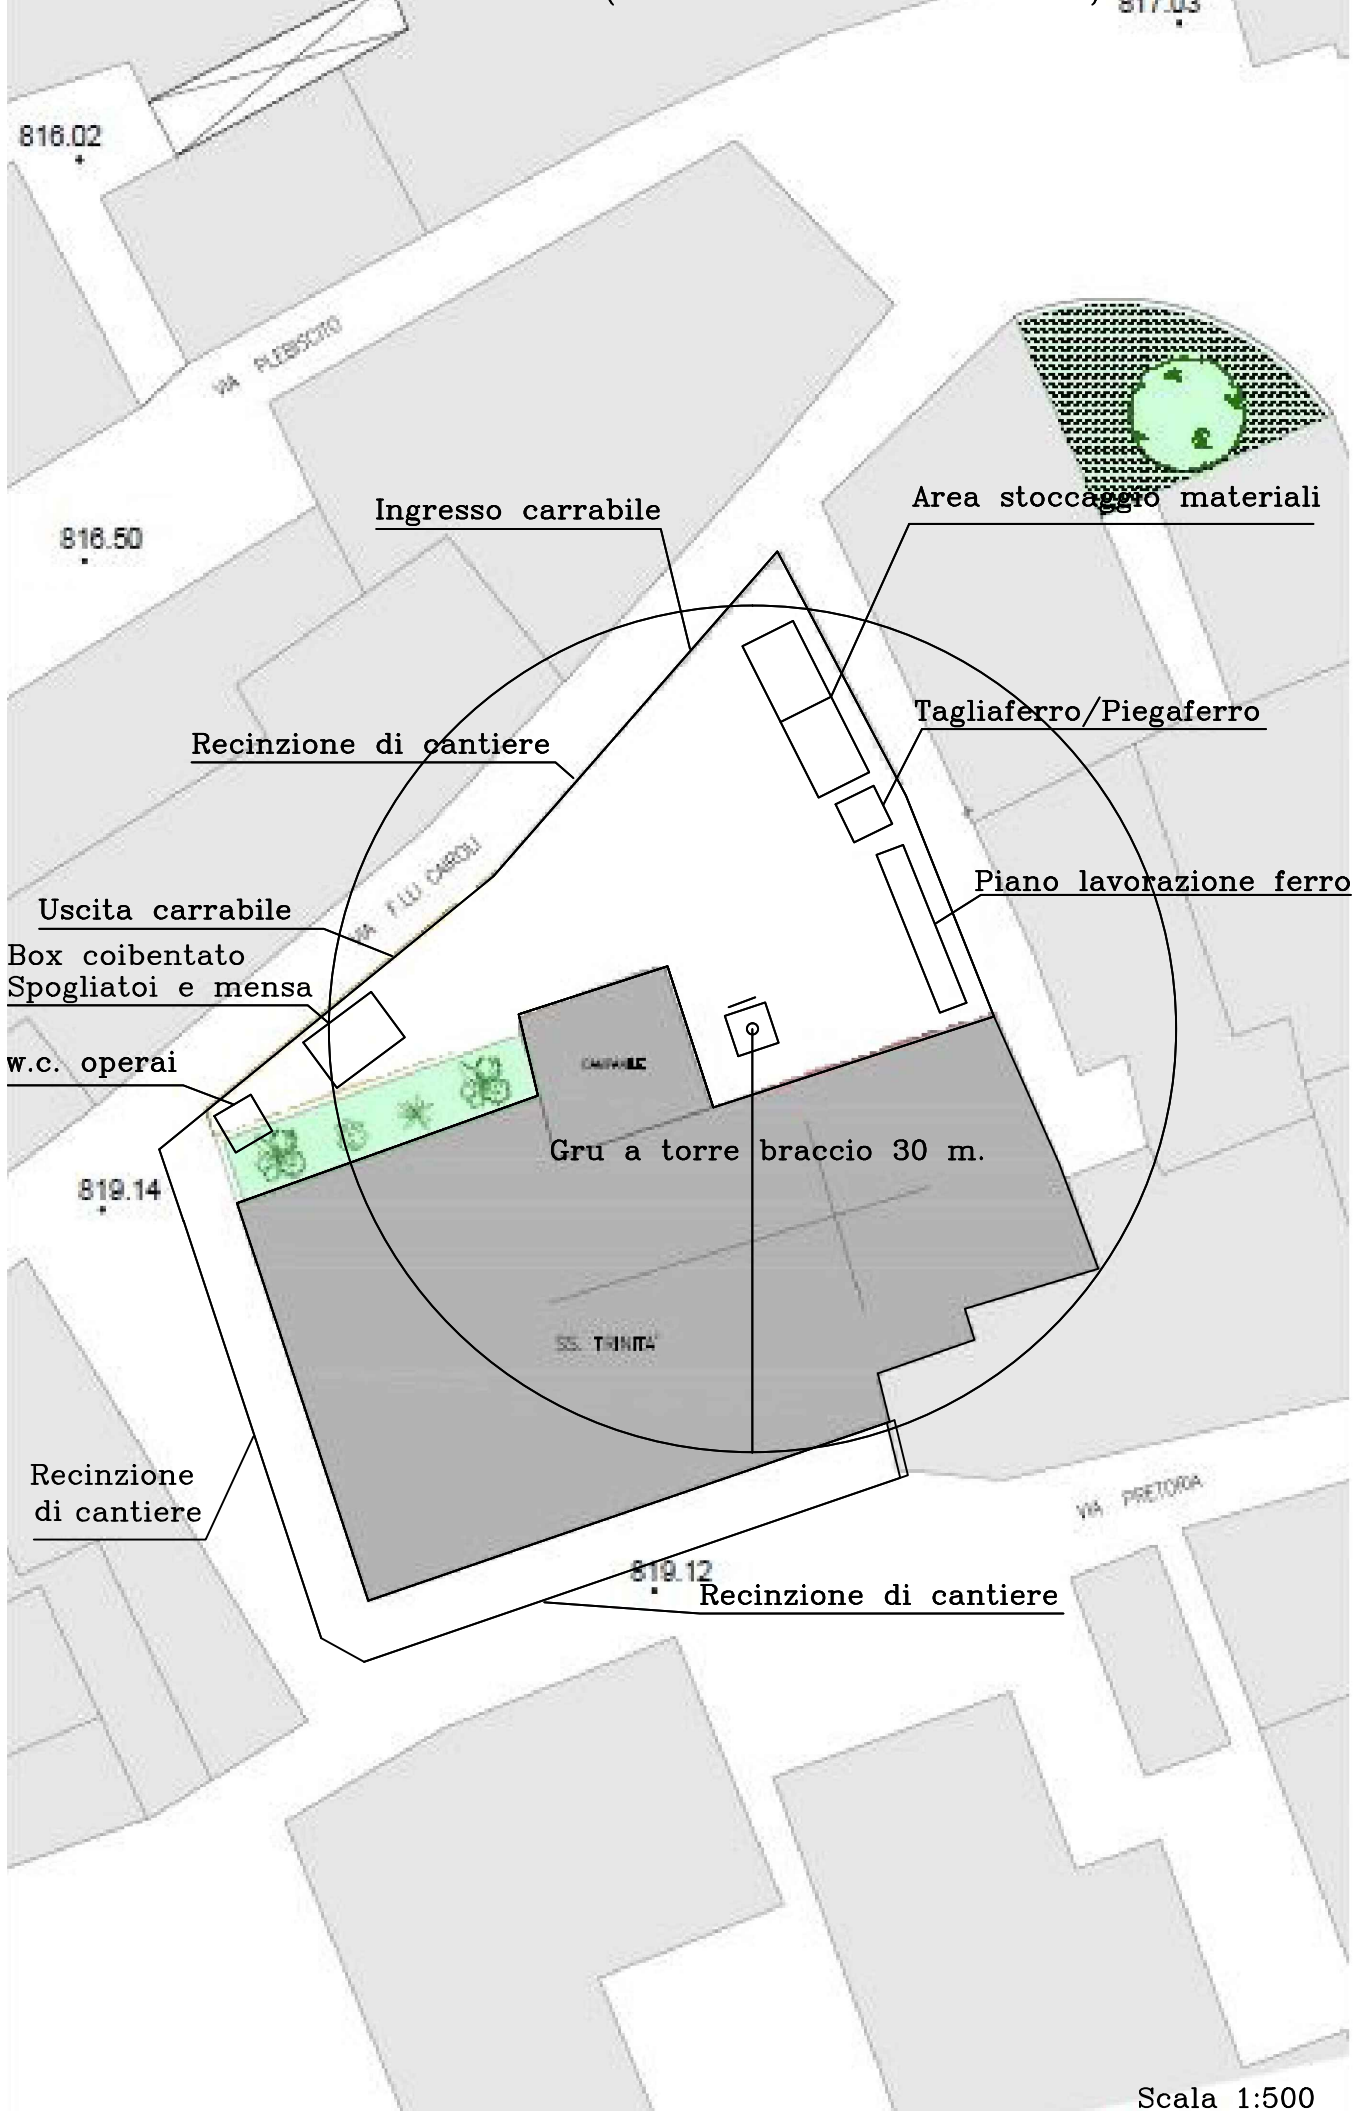 817.03
816.02
VIA PLEBISCITO
Area stoccaggio materiali
Ingresso carrabile
816.50
Tagliaferro/Piegaferro
Recinzione di cantiere
VIA F.LLI CAIROLI
Piano lavorazione ferro
Uscita carrabile
Box coibentato
Spogliatoi e mensa
w.c. operai
CAMPANILE
Gru a torre braccio 30 m.
819.14
SS. TRINITA'
Recinzione
di cantiere
VIA PRETORIA
819.12
Recinzione di cantiere
Scala 1:500